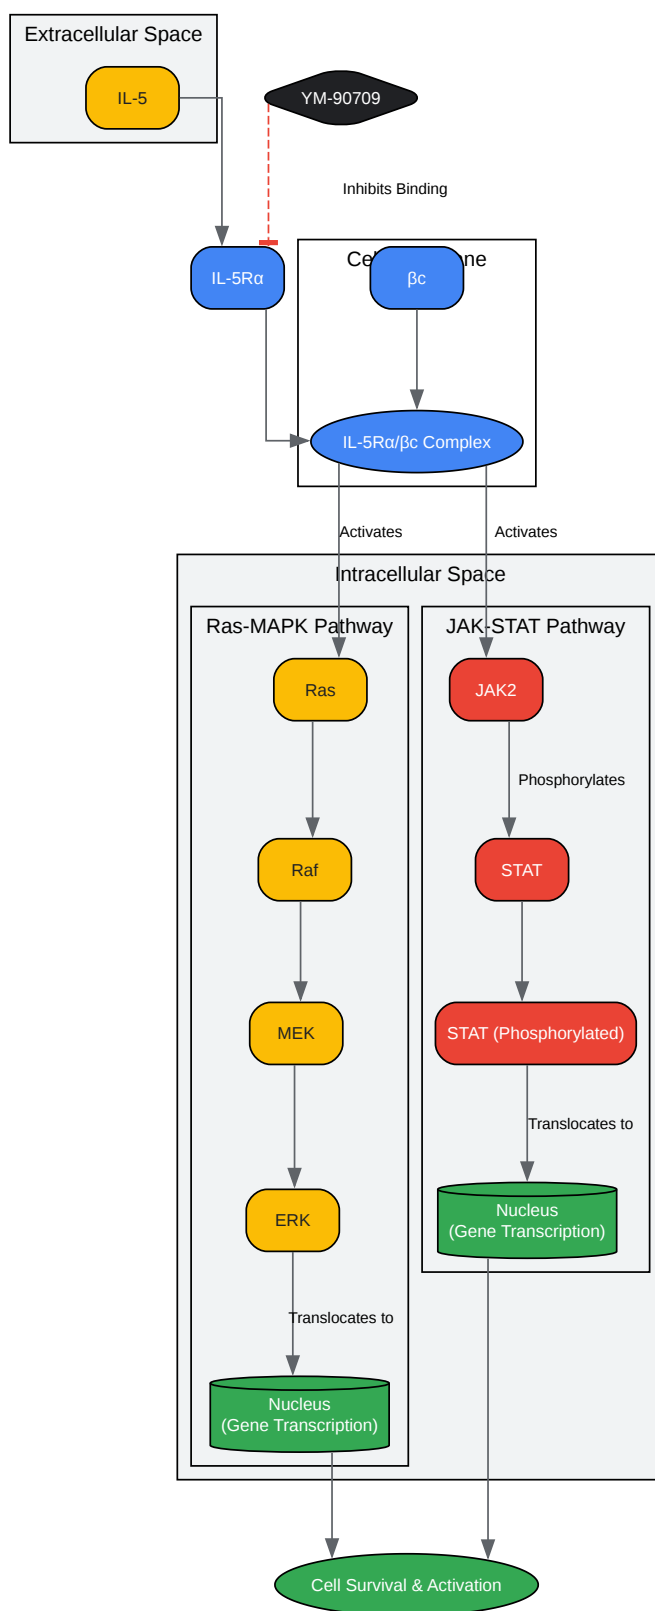 Extracellular Space
IL-5
YM-90709
Inhibits Binding
IL-5Rα
βc
IL-5Rα/βc Complex
Activates
Activates
Intracellular Space
Ras-MAPK Pathway
JAK-STAT Pathway
Ras
JAK2
Phosphorylates
Raf
STAT
MEK
STAT (Phosphorylated)
Translocates to
ERK
Nucleus
(Gene Transcription)
Translocates to
Nucleus
(Gene Transcription)
Cell Survival & Activation